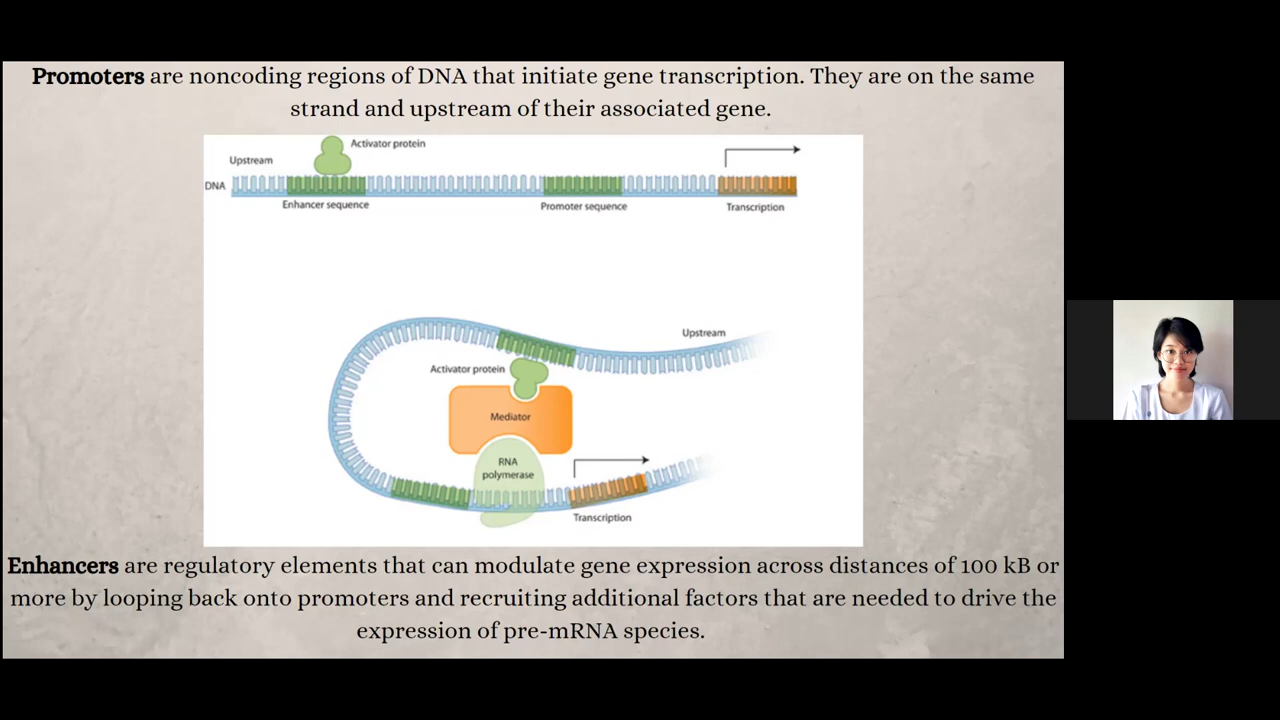 Promoters are noncoding regions of DNA that initiate gene transcription. They are on the same
strand and upstream of their associated gene.
Activator protein
Upstream
DNA
Enhancer sequence
Promoter sequence
Transcription
Upstream
Activator protein
Mediator
RNA
polymerase
Transcription
Enhancers are regulatory elements that can modulate gene expression across distances of 100 kB or
more by looping back onto promoters and recruiting additional factors that are needed to drive the
expression of pre-mRNA species.